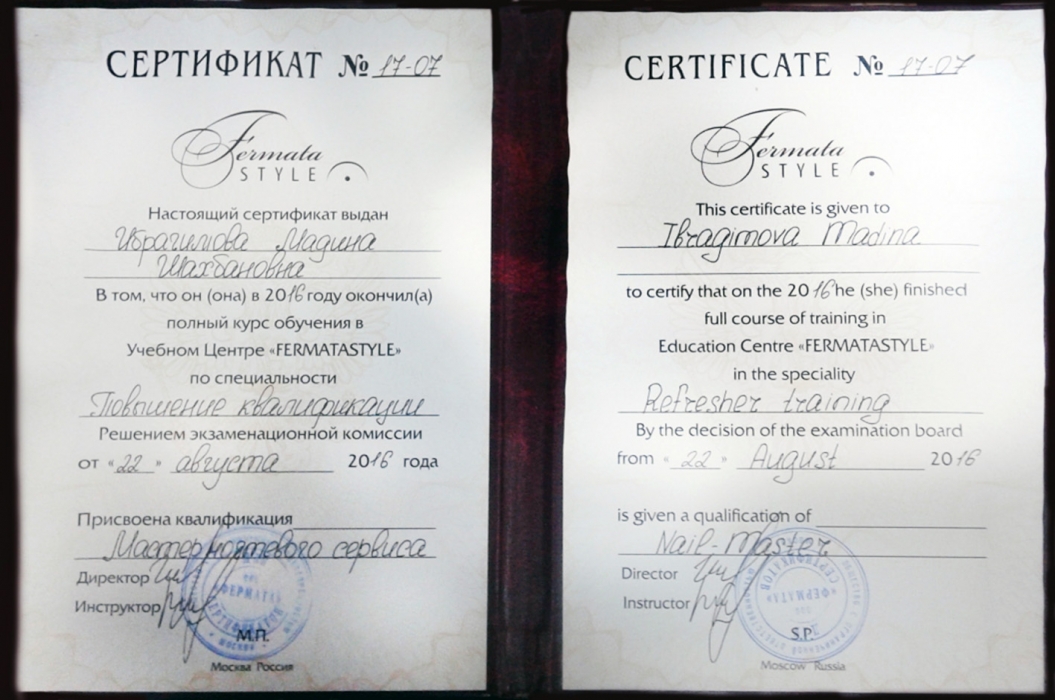 СЕРТИФИКАТ № 17-07
Fermata
STYLE
Настоящий сертификат выдан
Ибрагимова Мадина
Шахбановна
В том, что он (она) в 2016 году окончил(а)
полный курс обучения в
Учебном Центре «FERMATASTYLE»
по специальности
Повышение квалификации
Решением экзаменационной комиссии
от «22» августа 2016 года
Присвоена квалификация
Мастер ногтевого сервиса
Директор
Инструктор
«ФЕРМАТА»
СЕРТИФИКАТОВ
МОСКВА
М.П.
Москва Россия
CERTIFICATE № 17-07
Fermata
STYLE
This certificate is given to
Ibragimova Madina
to certify that on the 2016 he (she) finished
full course of training in
Education Centre «FERMATASTYLE»
in the speciality
Refresher training
By the decision of the examination board
from «22» August 2016
is given a qualification of
Nail-Master
Director
Instructor
СЕРТИФИКАТОВ
«ФЕРМАТА»
S.P.
Moscow Russia